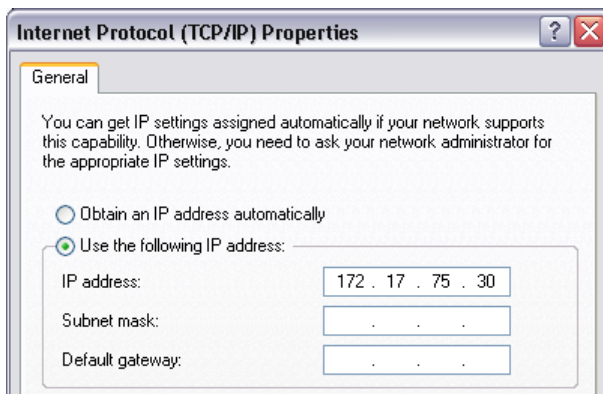 Internet Protocol (TCP/IP) Properties
General
You can get IP settings assigned automatically if your network supports
this capability. Otherwise, you need to ask your network administrator for
the appropriate IP settings.
Obtain an IP address automatically
Use the following IP address:
IP address: 172 . 17 . 75 . 30
Subnet mask: . . .
Default gateway: . . .